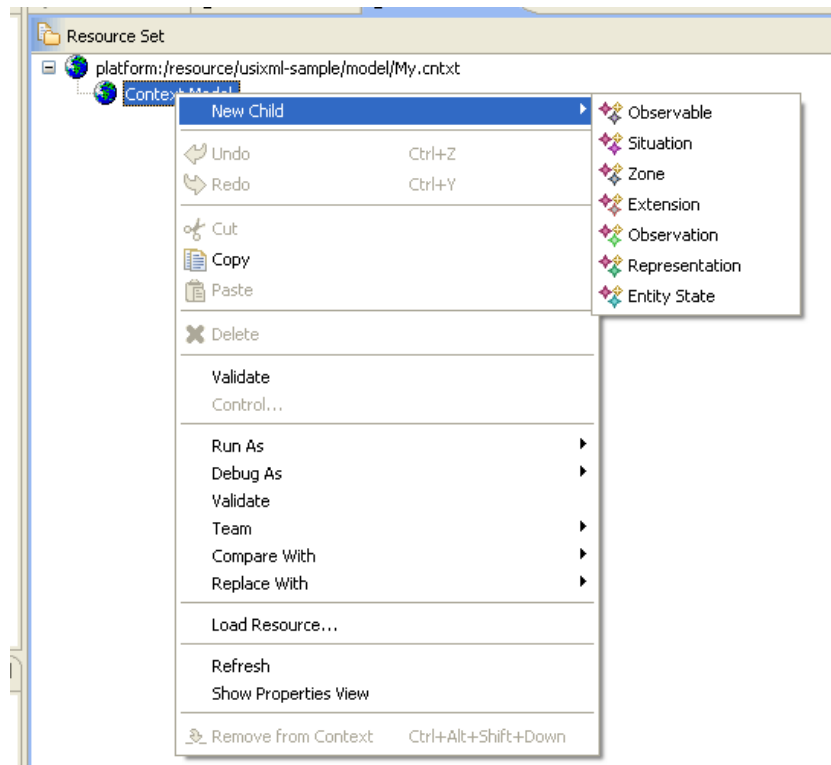 Resource Set
platform:/resource/usixml-sample/model/My.cntxt
Context Model
New Child
Observable
Situation
Zone
Extension
Observation
Representation
Entity State
Undo Ctrl+Z
Redo Ctrl+Y
Cut
Copy
Paste
Delete
Validate
Control...
Run As
Debug As
Validate
Team
Compare With
Replace With
Load Resource...
Refresh
Show Properties View
Remove from Context Ctrl+Alt+Shift+Down